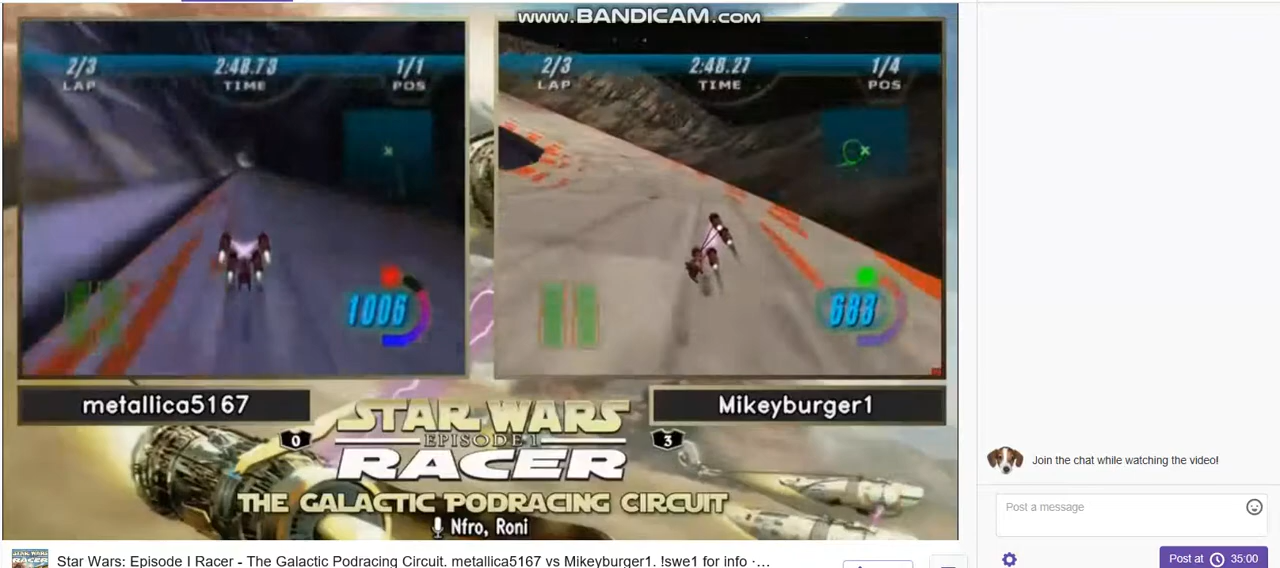 www.BANDICAM.com
2/3 2:48.73 1/1
LAP TIME POS
1006
2/3 2:48.27 1/4
LAP TIME POS
688
metallica5167
Mikeyburger1
STAR WARS
0 EPISODE I 3
RACER
THE GALACTIC PODRACING CIRCUIT
Nfro, Roni
Star Wars: Episode I Racer - The Galactic Podracing Circuit. metallica5167 vs Mikeyburger1. !swe1 for info ·...
Join the chat while watching the video!
Post a message
Post at 35:00